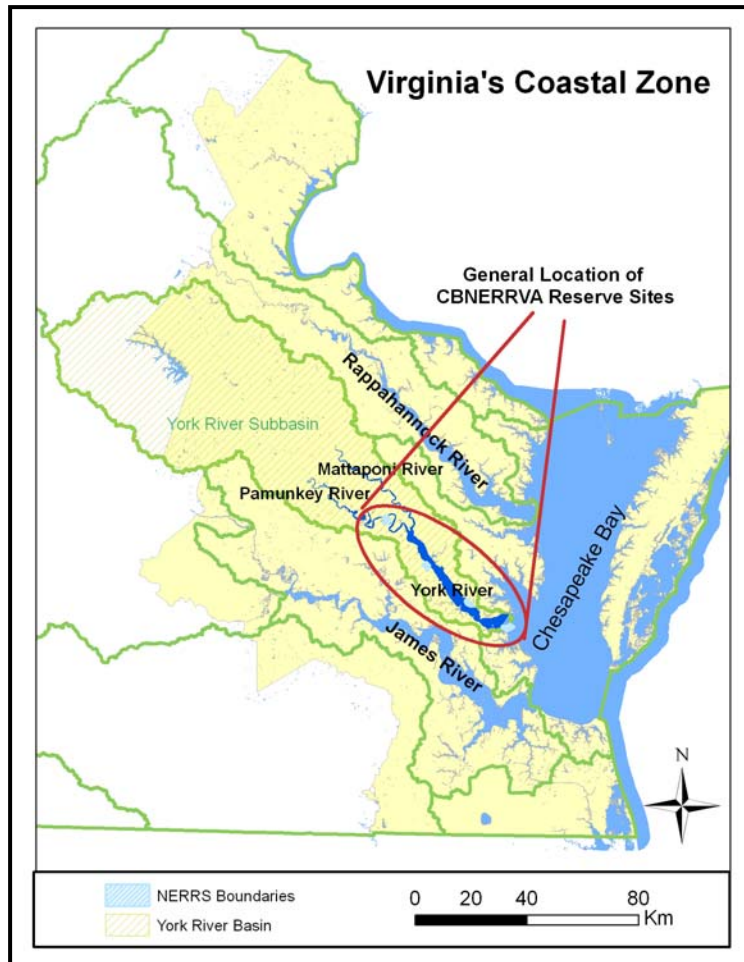 Virginia's Coastal Zone
General Location of
CBNERRVA Reserve Sites
Rappahannock River
York River Subbasin
Mattaponi River
Pamunkey River
York River
James River
Chesapeake Bay
N
NERRS Boundaries
York River Basin
0 20 40 80
Km